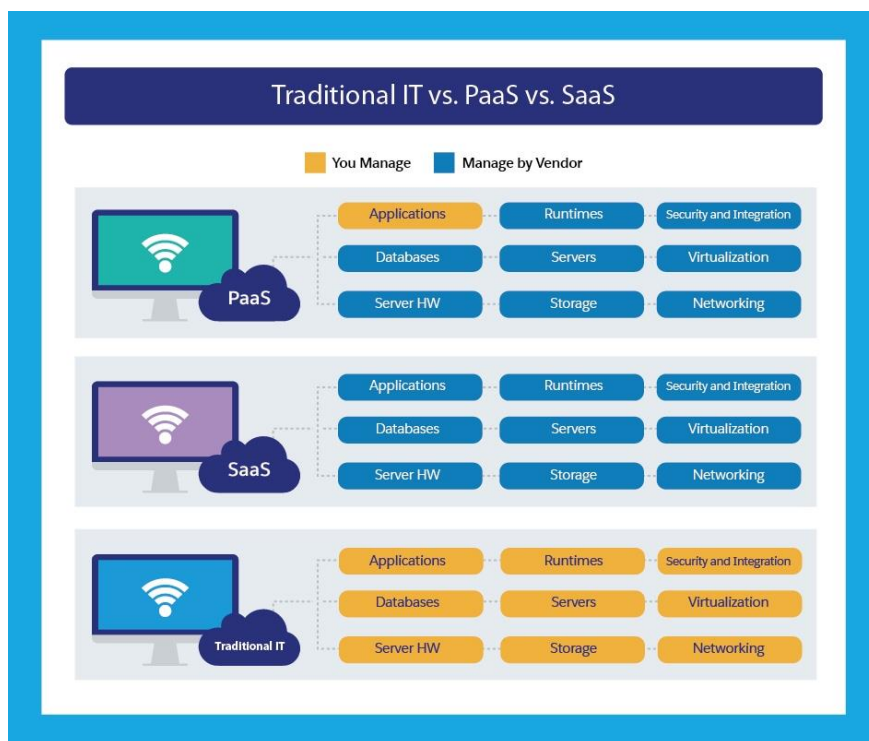 Traditional IT vs. PaaS vs. SaaS
You Manage Manage by Vendor
Applications Runtimes Security and Integration
Databases Servers Virtualization
PaaS
Server HW Storage Networking
Applications Runtimes Security and Integration
Databases Servers Virtualization
SaaS
Server HW Storage Networking
Applications Runtimes Security and Integration
Databases Servers Virtualization
Traditional IT
Server HW Storage Networking